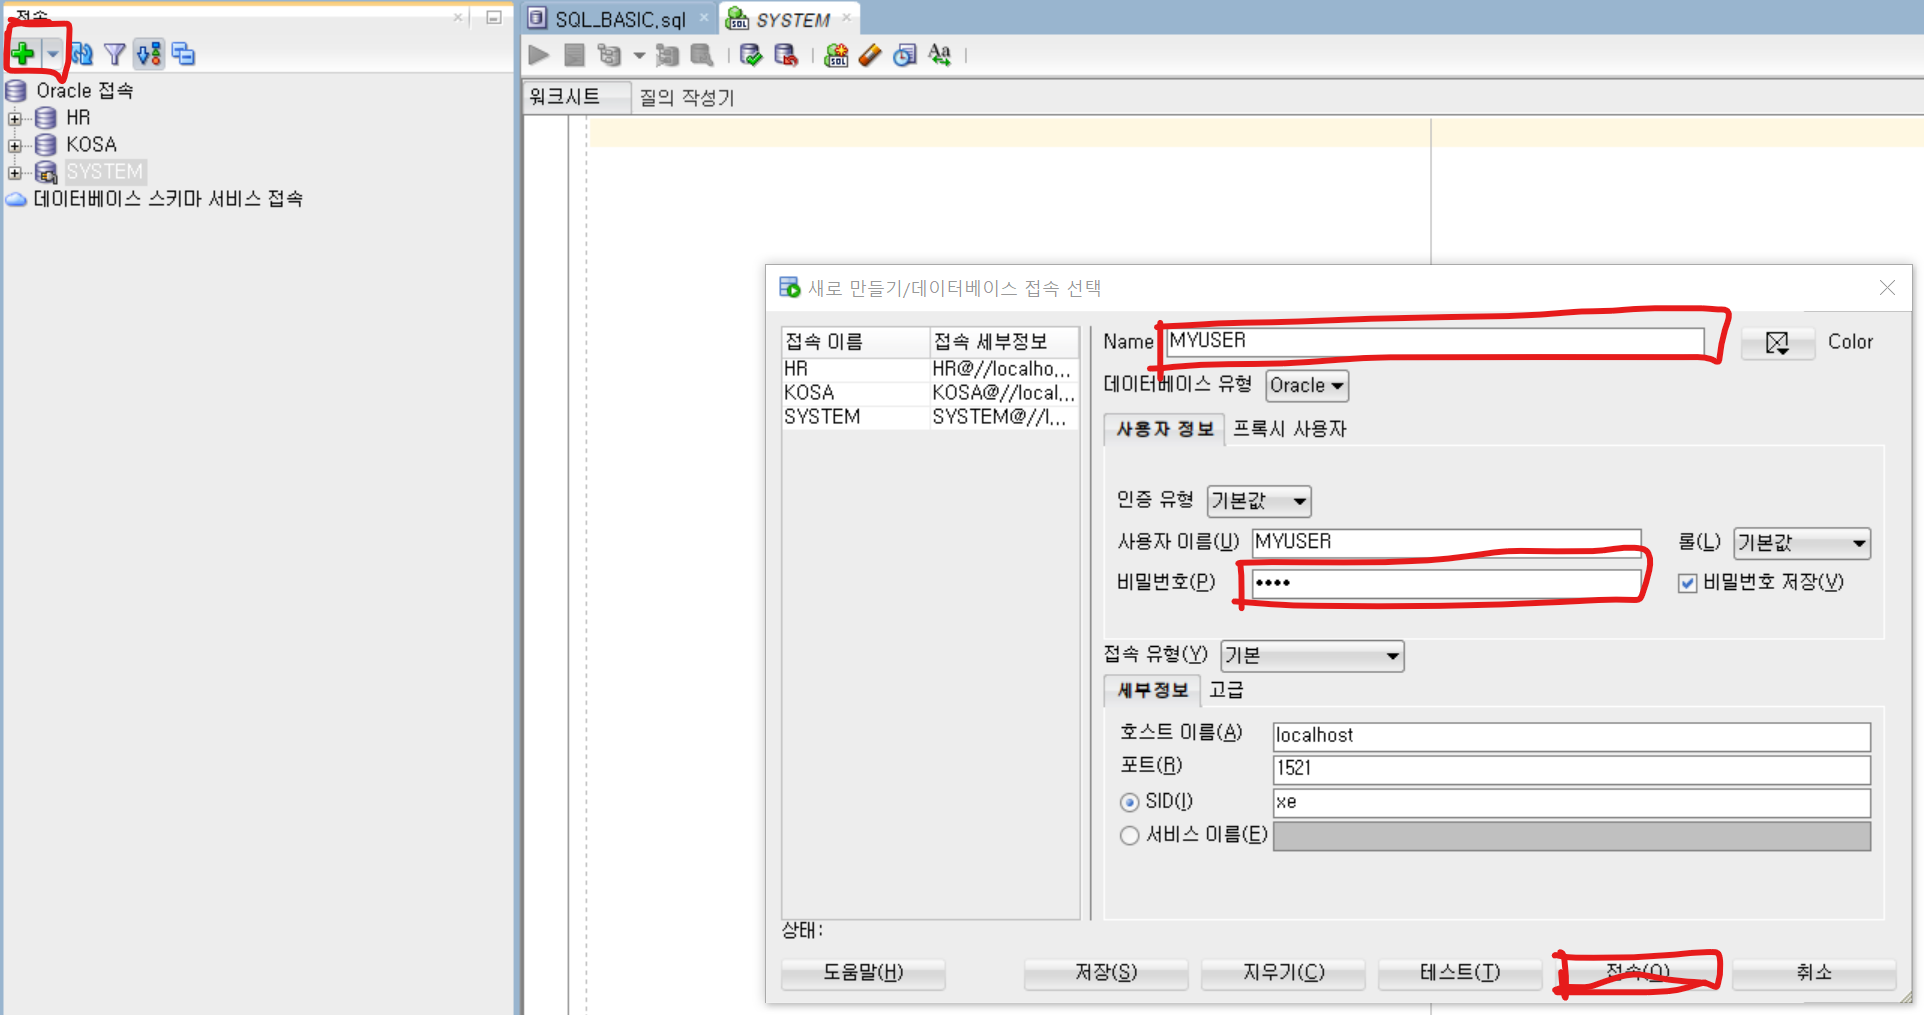 접속
Oracle 접속
HR
KOSA
SYSTEM
데이터베이스 스키마 서비스 접속
SQL_BASIC.sql
SYSTEM
워크시트
질의 작성기
새로 만들기/데이터베이스 접속 선택
접속 이름 접속 세부정보
HR HR@//localho...
KOSA KOSA@//local...
SYSTEM SYSTEM@//l...
Name MYUSER Color
데이터베이스 유형 Oracle
사용자 정보 프록시 사용자
인증 유형 기본값
사용자 이름(U) MYUSER 롤(L) 기본값
비밀번호(P) •••• 비밀번호 저장(V)
접속 유형(Y) 기본
세부정보 고급
호스트 이름(A) localhost
포트(R) 1521
SID(I) xe
서비스 이름(E)
상태:
도움말(H) 저장(S) 지우기(C) 테스트(T) 접속(O) 취소